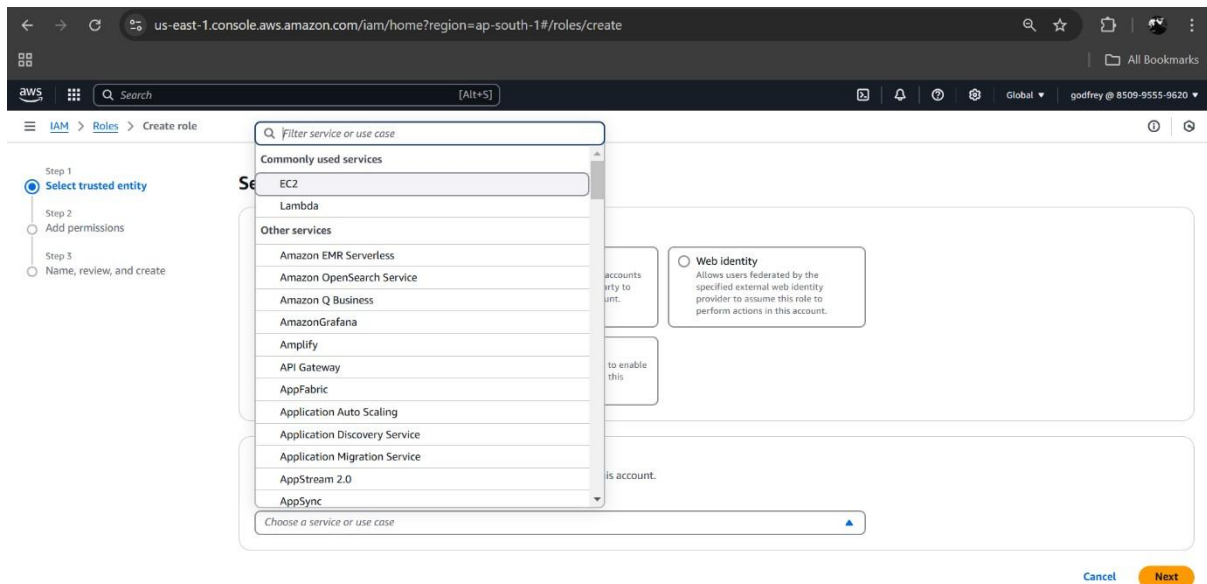 us-east-1.console.aws.amazon.com/iam/home?region=ap-south-1#/roles/create
All Bookmarks
aws
Search [Alt+S]
Global
godfrey @ 8509-9555-9620
IAM > Roles > Create role
Step 1
Select trusted entity
Step 2
Add permissions
Step 3
Name, review, and create
Se
Filter service or use case
Commonly used services
EC2
Lambda
Other services
Amazon EMR Serverless
Amazon OpenSearch Service
Amazon Q Business
AmazonGrafana
Amplify
API Gateway
AppFabric
Application Auto Scaling
Application Discovery Service
Application Migration Service
AppStream 2.0
AppSync
accounts
arty to
unt.
Web identity
Allows users federated by the
specified external web identity
provider to assume this role to
perform actions in this account.
to enable
this
is account.
Choose a service or use case
Cancel
Next